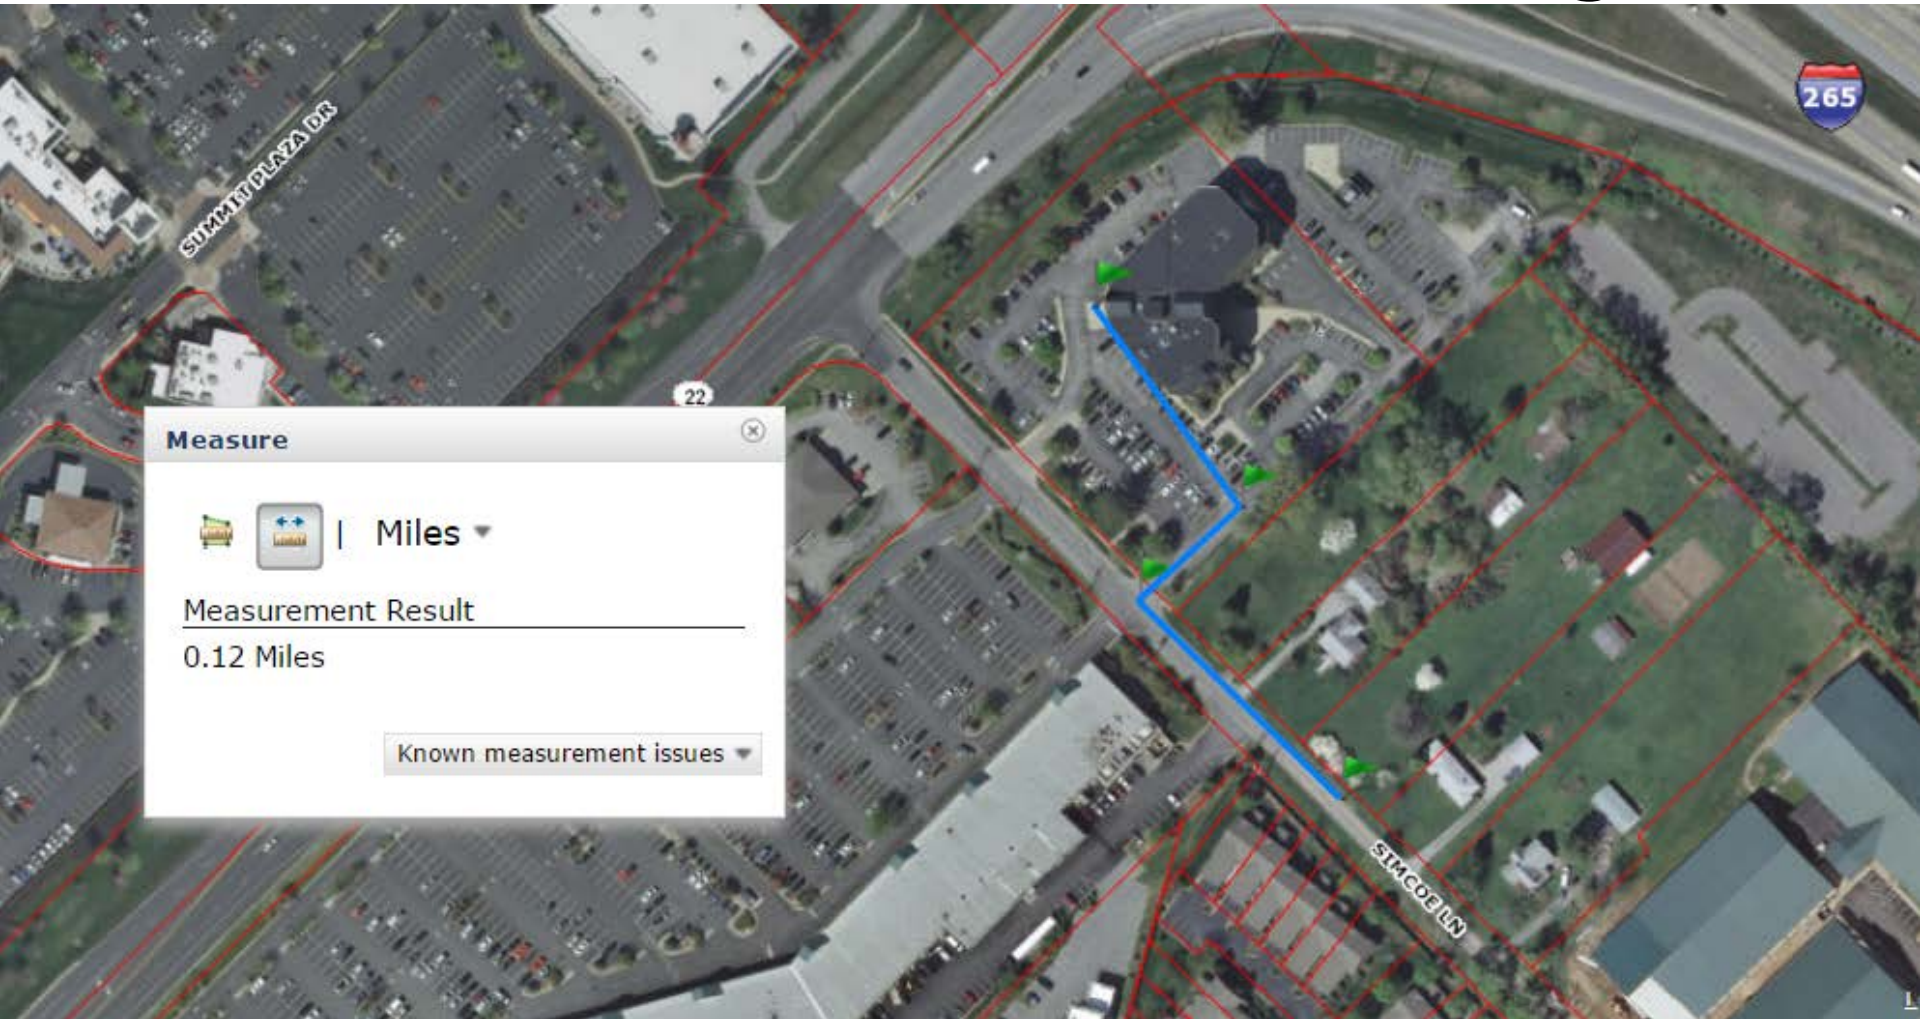 265
SUMMIT PLAZA DR
22
Measure
| Miles
Measurement Result
0.12 Miles
Known measurement issues
SIMCOE LN